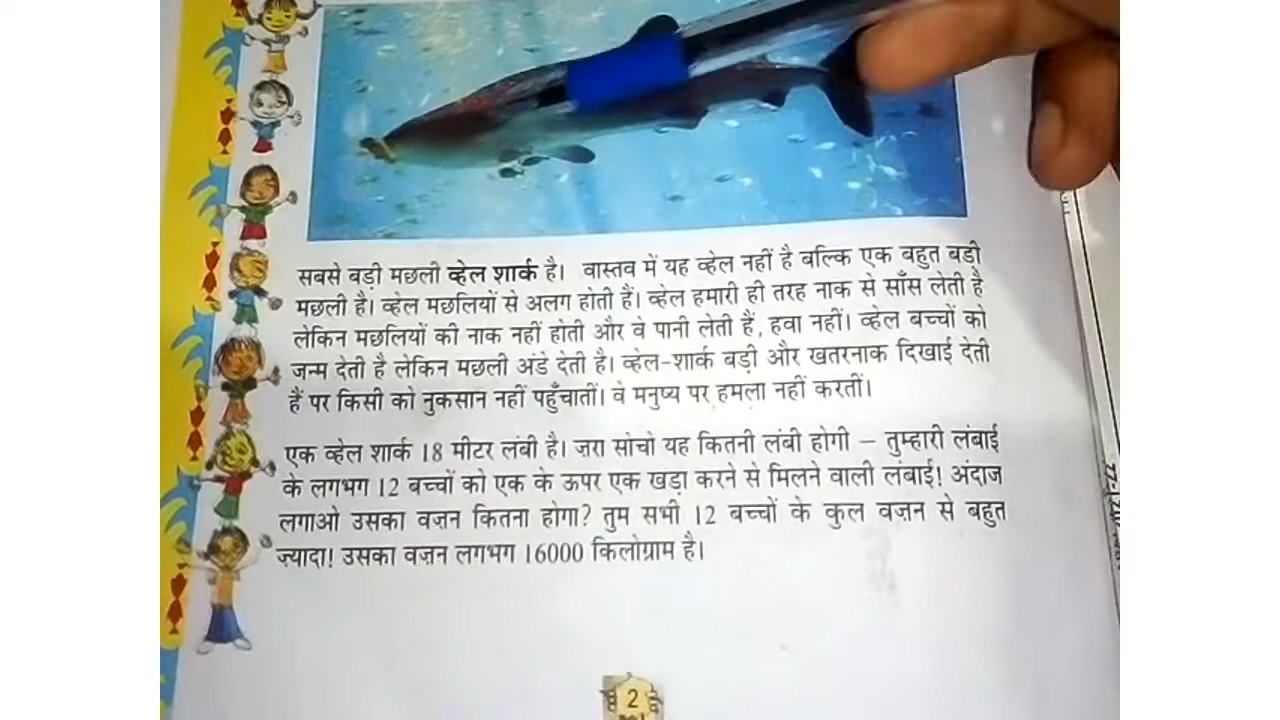 सबसे बड़ी मछली व्हेल शार्क है। वास्तव में यह व्हेल नहीं है बल्कि एक बहुत बड़ी
मछली है। व्हेल मछलियों से अलग होती हैं। व्हेल हमारी ही तरह नाक से साँस लेती है
लेकिन मछलियों की नाक नहीं होती और वे पानी लेती हैं, हवा नहीं। व्हेल बच्चों को
जन्म देती है लेकिन मछली अंडे देती है। व्हेल-शार्क बड़ी और खतरनाक दिखाई देती
हैं पर किसी को नुकसान नहीं पहुँचातीं। वे मनुष्य पर हमला नहीं करतीं।
एक व्हेल शार्क 18 मीटर लंबी है। ज़रा सोचो यह कितनी लंबी होगी – तुम्हारी लंबाई
के लगभग 12 बच्चों को एक के ऊपर एक खड़ा करने से मिलने वाली लंबाई! अंदाज
लगाओ उसका वज़न कितना होगा? तुम सभी 12 बच्चों के कुल वज़न से बहुत
ज़्यादा! उसका वज़न लगभग 16000 किलोग्राम है।
2